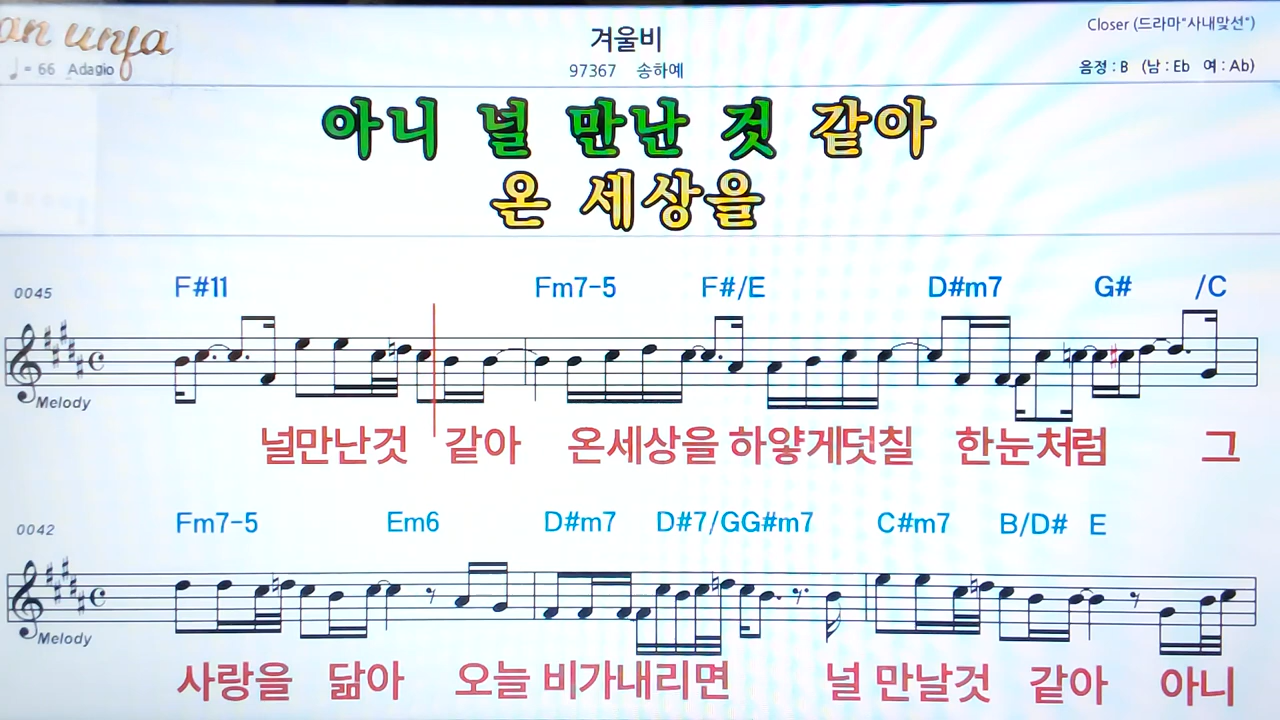 an unfa
겨울비
Closer (드라마"사내맞선")
♩= 66 Adagio
97367 송하예
음정 : B (남 : Eb 여 : Ab)
아니 널 만난 것 같아
온 세상을
0045
F#11 Fm7-5 F#/E D#m7 G# /C
Melody
널만난것 같아 온세상을 하얗게덧칠 한눈처럼 그
0042
Fm7-5 Em6 D#m7 D#7/GG#m7 C#m7 B/D# E
Melody
사랑을 닮아 오늘 비가내리면 널 만날것 같아 아니